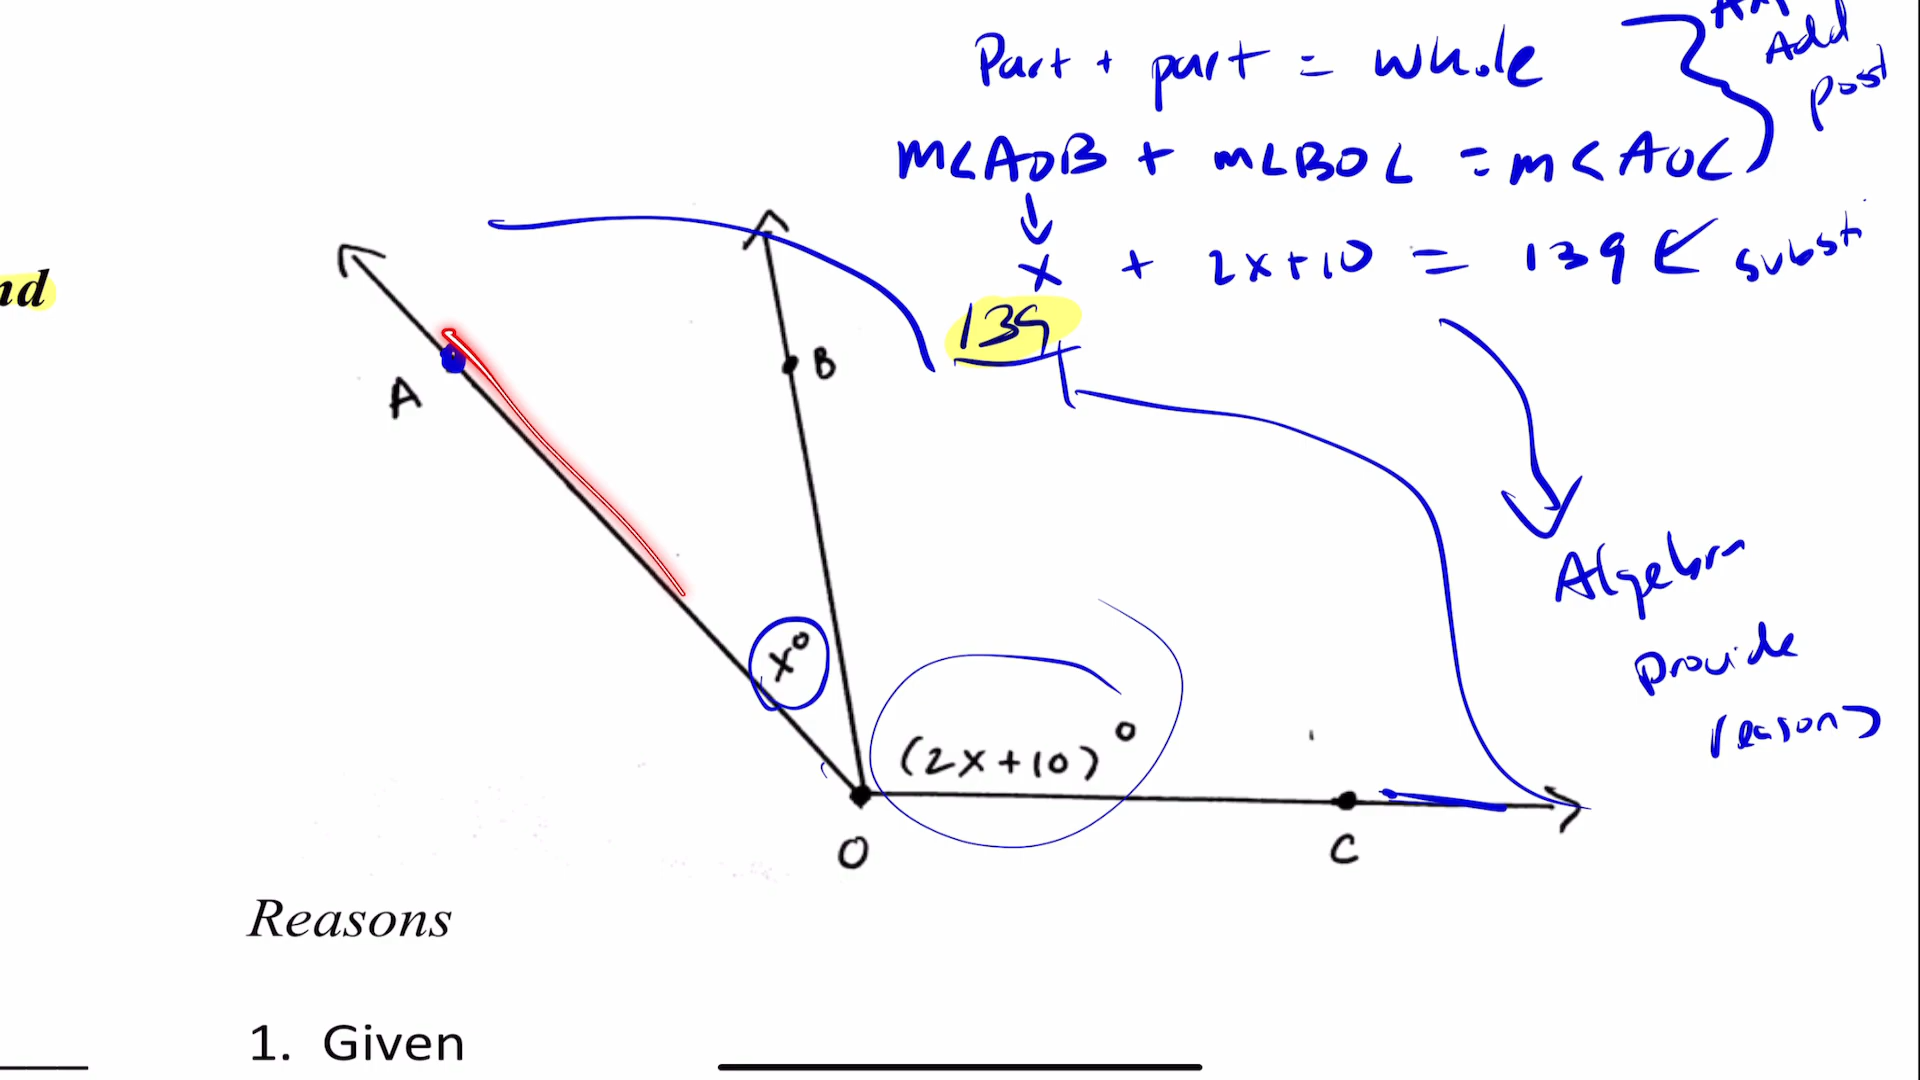 Part + part = whole
Add
post
m<AOB + m<BOC = m<AOC
x + 2x+10 = 139 substi
nd
139
B
A
Algebra
x°
provide
reason
(2x+10)°
O
C
Reasons
1. Given